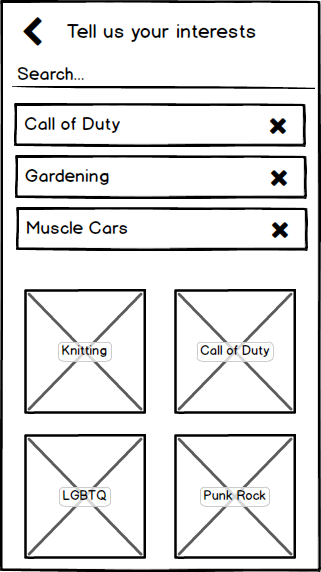 Tell us your interests
Search...
Call of Duty
Gardening
Muscle Cars
Knitting
Call of Duty
LGBTQ
Punk Rock